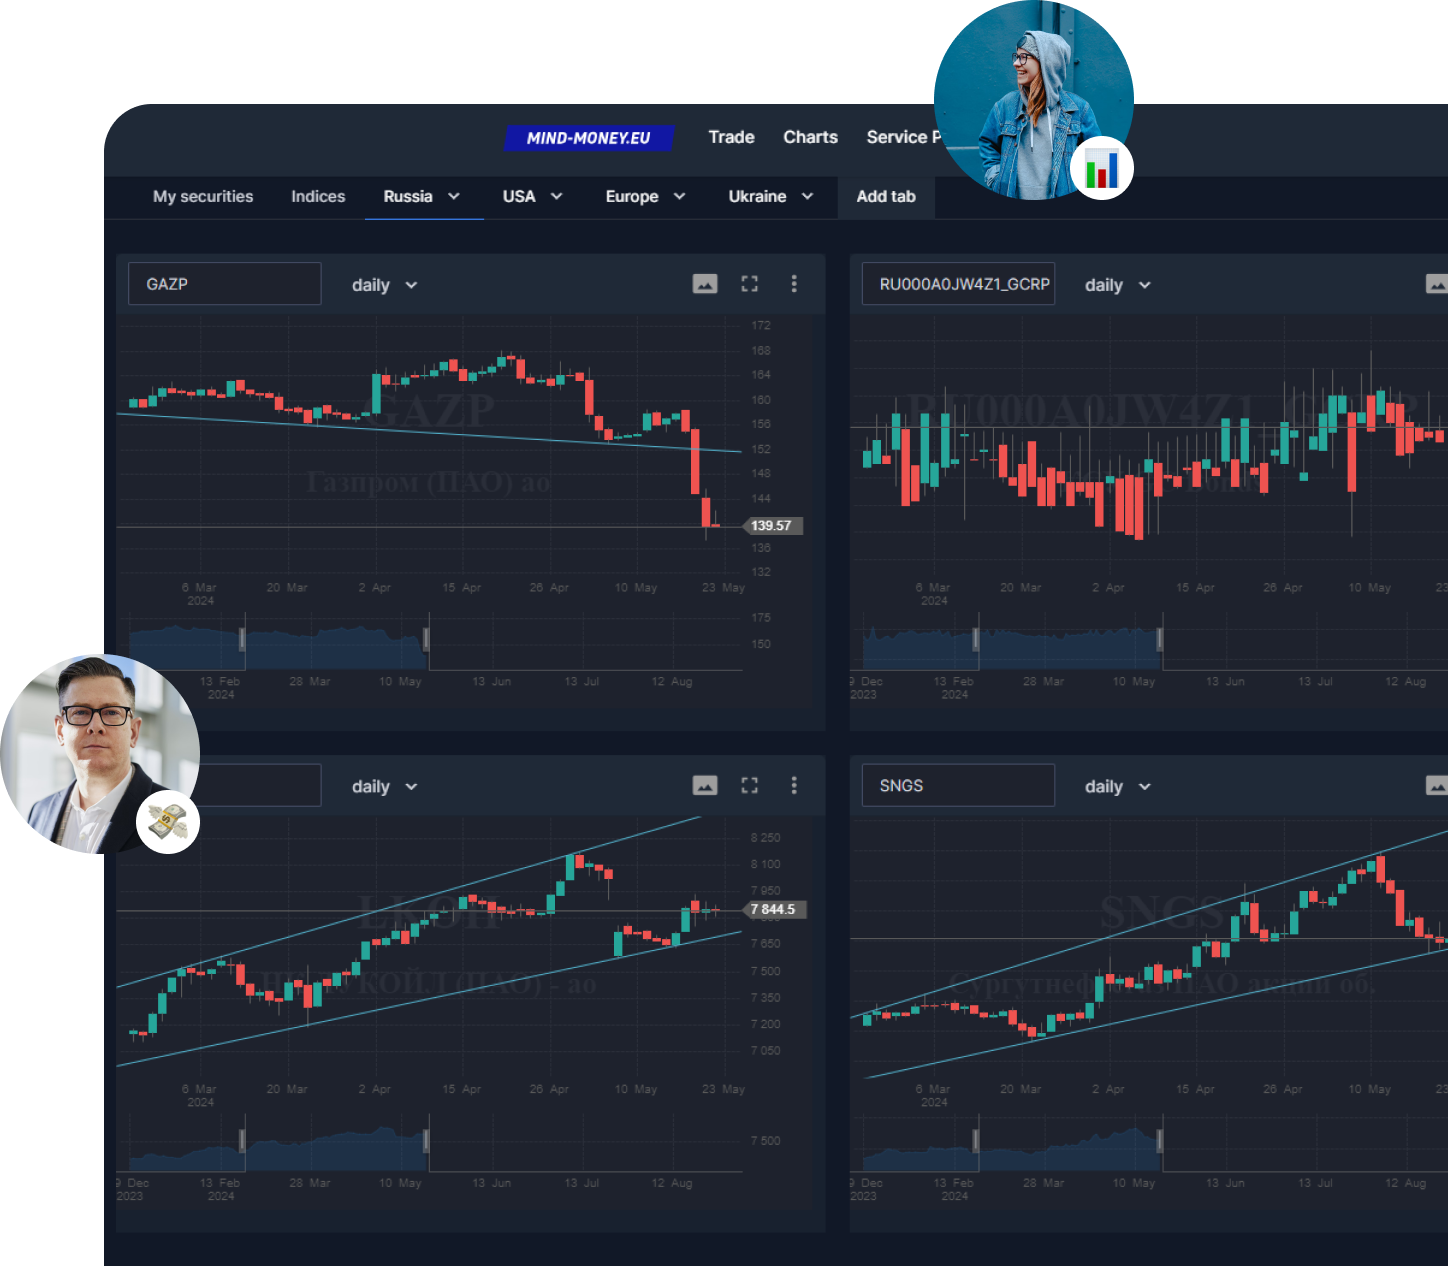 MIND-MONEY.EU Trade Charts Service P
My securities Indices Russia USA Europe Ukraine Add tab
GAZP daily
172
168
164
160
156
152
148
144
139.57
136
132
GAZP
Газпром (ПАО) ао
6 Mar 20 Mar 2 Apr 15 Apr 26 Apr 10 May 23 May
2024
175
150
13 Feb 28 Mar 10 May 13 Jun 13 Jul 12 Aug
2024
RU000A0JW4Z1_GCRP daily
6 Mar 20 Mar 2 Apr 15 Apr 26 Apr 10 May 23
2024
9 Dec 13 Feb 28 Mar 10 May 13 Jun 13 Jul 12 Aug
2023 2024
daily
8 250
8 100
7 950
7 844.5
7 650
7 500
7 350
7 200
7 050
LKOH
КОЙЛ (ПАО) - ао
6 Mar 20 Mar 2 Apr 15 Apr 26 Apr 10 May 23 May
2024
7 500
9 Dec 13 Feb 28 Mar 10 May 13 Jun 13 Jul 12 Aug
2023 2024
SNGS daily
SNGS
ПАО акции об.
6 Mar 20 Mar 2 Apr 15 Apr 26 Apr 10 May 23
2024
9 Dec 13 Feb 28 Mar 10 May 13 Jun 13 Jul 12 Aug
2023 2024